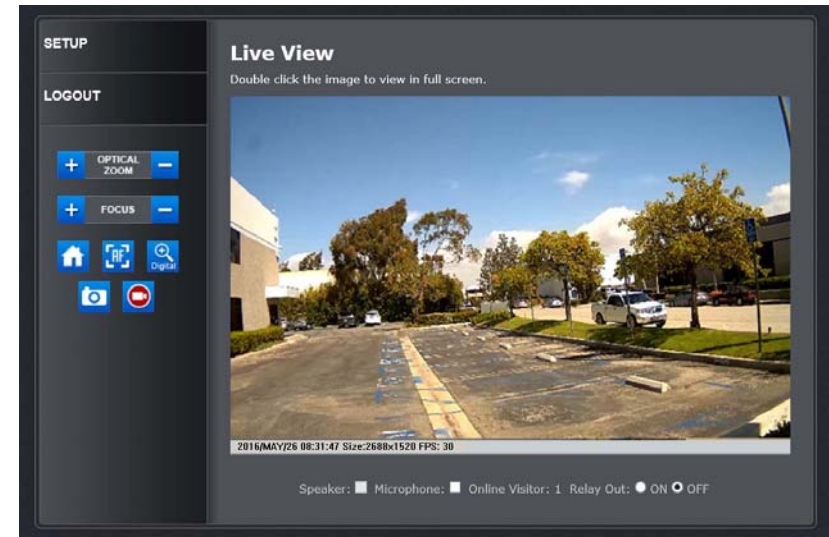 SETUP
LOGOUT
+ OPTICAL ZOOM −
+ FOCUS −
AF
Digital
Live View
Double click the image to view in full screen.
2016/MAY/26 08:31:47 Size:2688x1520 FPS: 30
Speaker: Microphone: Online Visitor: 1 Relay Out: ON OFF